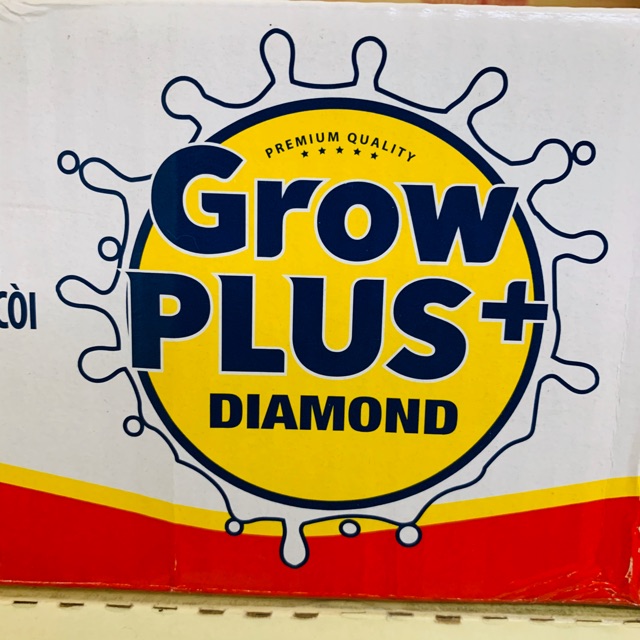 PREMIUM QUALITY
Grow
PLUS+
CÒI
DIAMOND